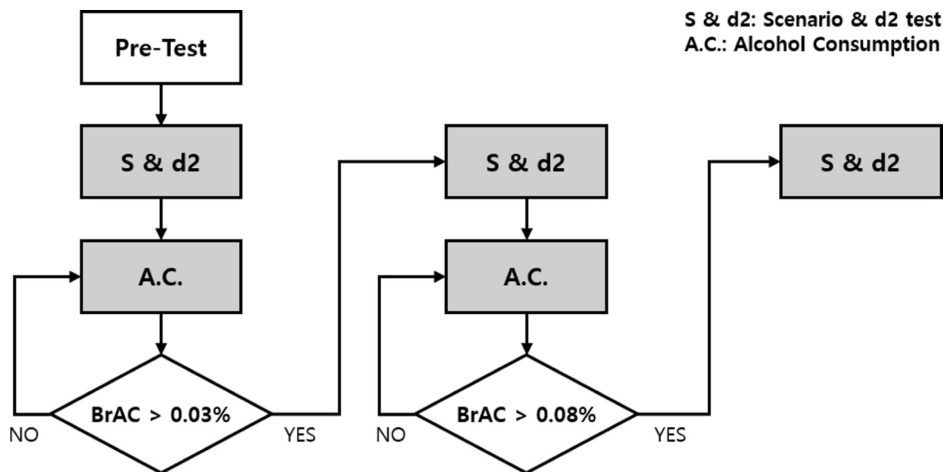 S & d2: Scenario & d2 test
A.C.: Alcohol Consumption
Pre-Test
S & d2
A.C.
BrAC > 0.03%
NO
YES
S & d2
A.C.
BrAC > 0.08%
NO
YES
S & d2